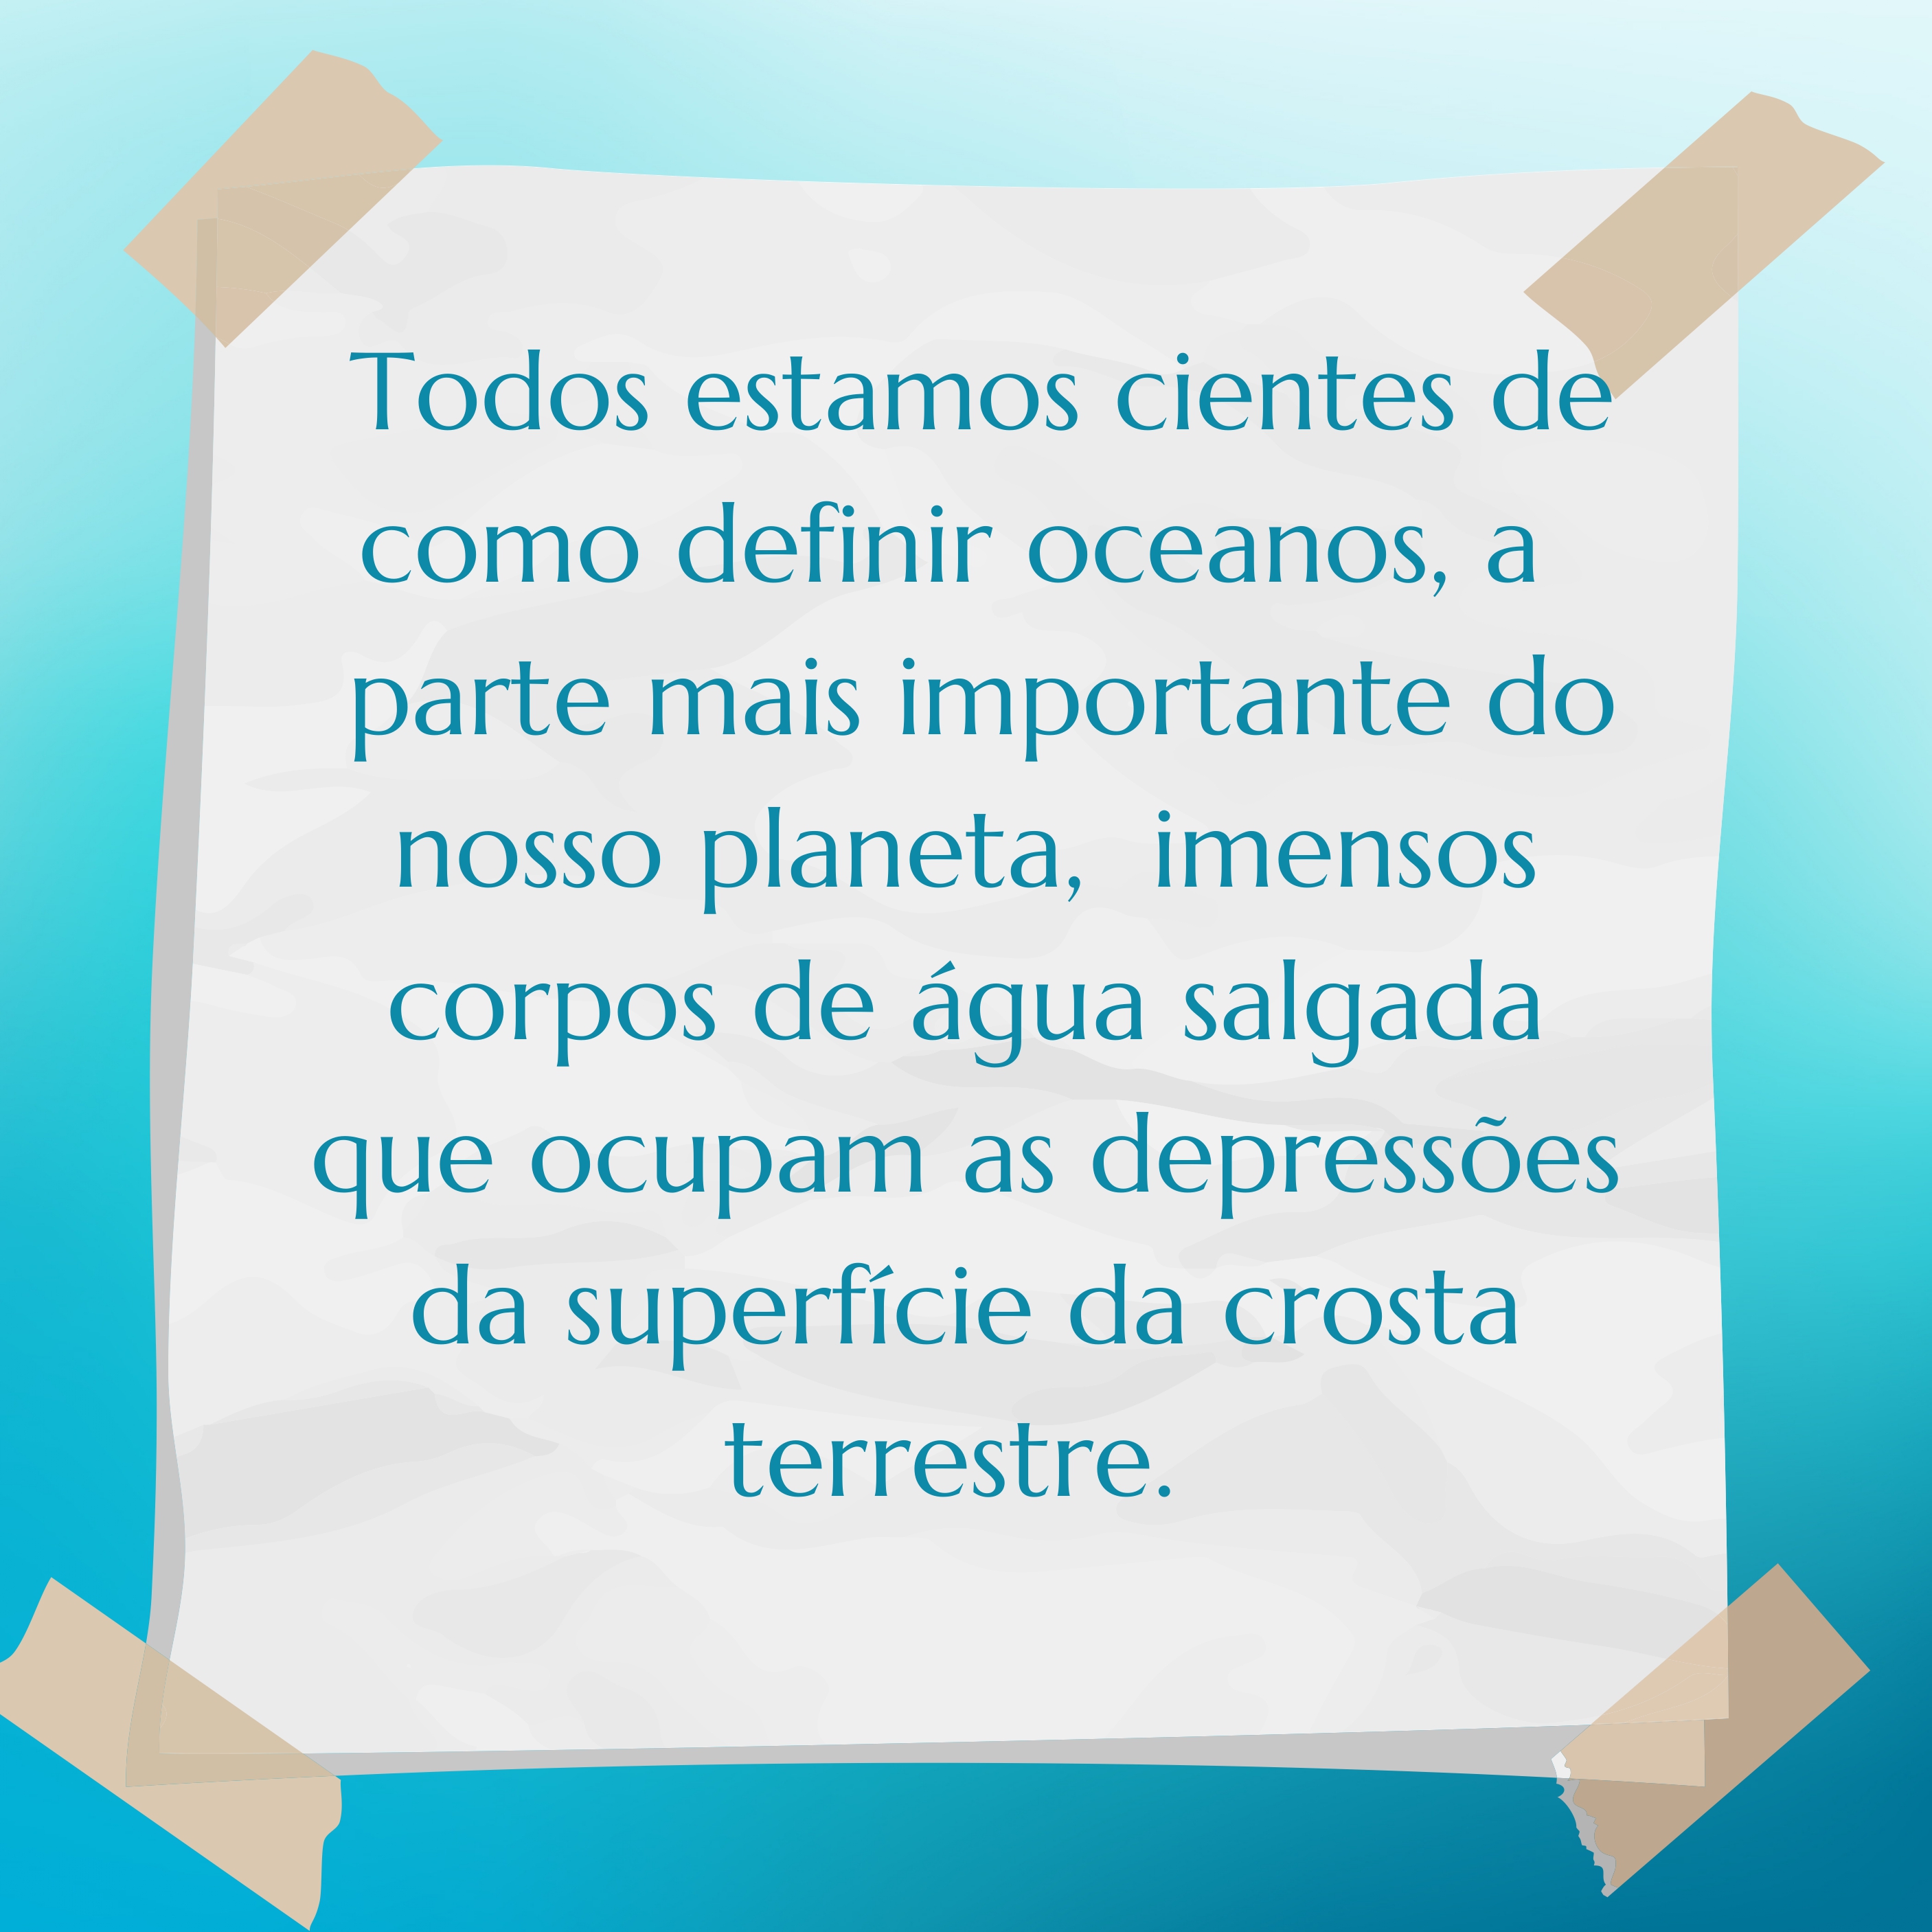 Todos estamos cientes de
como definir oceanos, a
parte mais importante do
nosso planeta,  imensos
corpos de água salgada
que ocupam as depressões
da superfície da crosta
terrestre.